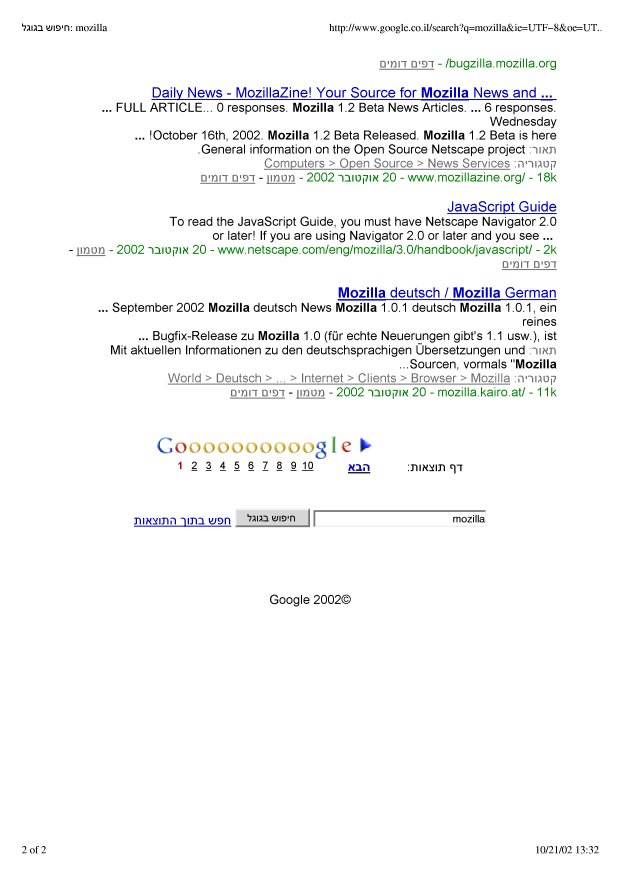 חיפוש בגוגל: mozilla
http://www.google.co.il/search?q=mozilla&ie=UTF-8&oe=UT..
/bugzilla.mozilla.org - דפים דומים
Daily News - MozillaZine! Your Source for Mozilla News and ...
... FULL ARTICLE... 0 responses. Mozilla 1.2 Beta News Articles. ... 6 responses.
Wednesday
... !October 16th, 2002. Mozilla 1.2 Beta Released. Mozilla 1.2 Beta is here
תאור: General information on the Open Source Netscape project.
קטגוריה: Computers > Open Source > News Services
www.mozillazine.org/ - 18k - 20 אוקטובר 2002 - מטמון - דפים דומים
JavaScript Guide
To read the JavaScript Guide, you must have Netscape Navigator 2.0
or later! If you are using Navigator 2.0 or later and you see ...
www.netscape.com/eng/mozilla/3.0/handbook/javascript/ - 2k - 20 אוקטובר 2002 - מטמון -
דפים דומים
Mozilla deutsch / Mozilla German
... September 2002 Mozilla deutsch News Mozilla 1.0.1 deutsch Mozilla 1.0.1, ein
reines
... Bugfix-Release zu Mozilla 1.0 (für echte Neuerungen gibt's 1.1 usw.), ist
תאור: Mit aktuellen Informationen zu den deutschsprachigen Übersetzungen und
...Sourcen, vormals "Mozilla
קטגוריה: World > Deutsch > ... > Internet > Clients > Browser > Mozilla
mozilla.kairo.at/ - 11k - 20 אוקטובר 2002 - מטמון - דפים דומים
Goooooooooogle
דף תוצאות: 1 2 3 4 5 6 7 8 9 10 הבא
mozilla חיפוש בגוגל חפש בתוך התוצאות
Google 2002©
2 of 2
10/21/02 13:32